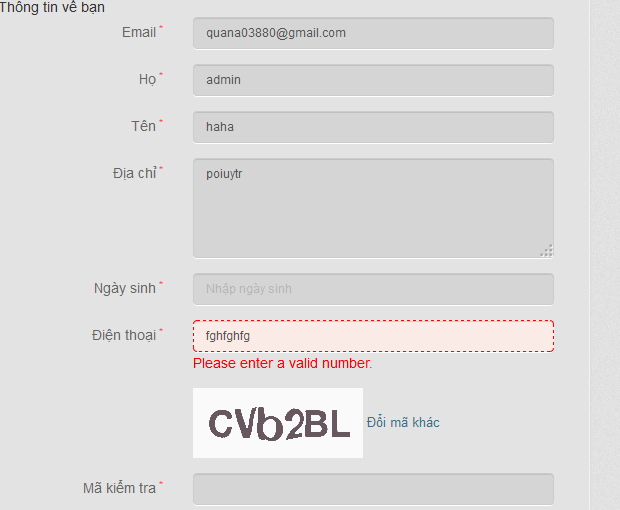 Thông tin về bạn
Email * quana03880@gmail.com
Họ * admin
Tên * haha
Địa chỉ * poiuytr
Ngày sinh * Nhập ngày sinh
Điện thoại * fghfghfg
Please enter a valid number.
CVb2BL Đổi mã khác
Mã kiểm tra *